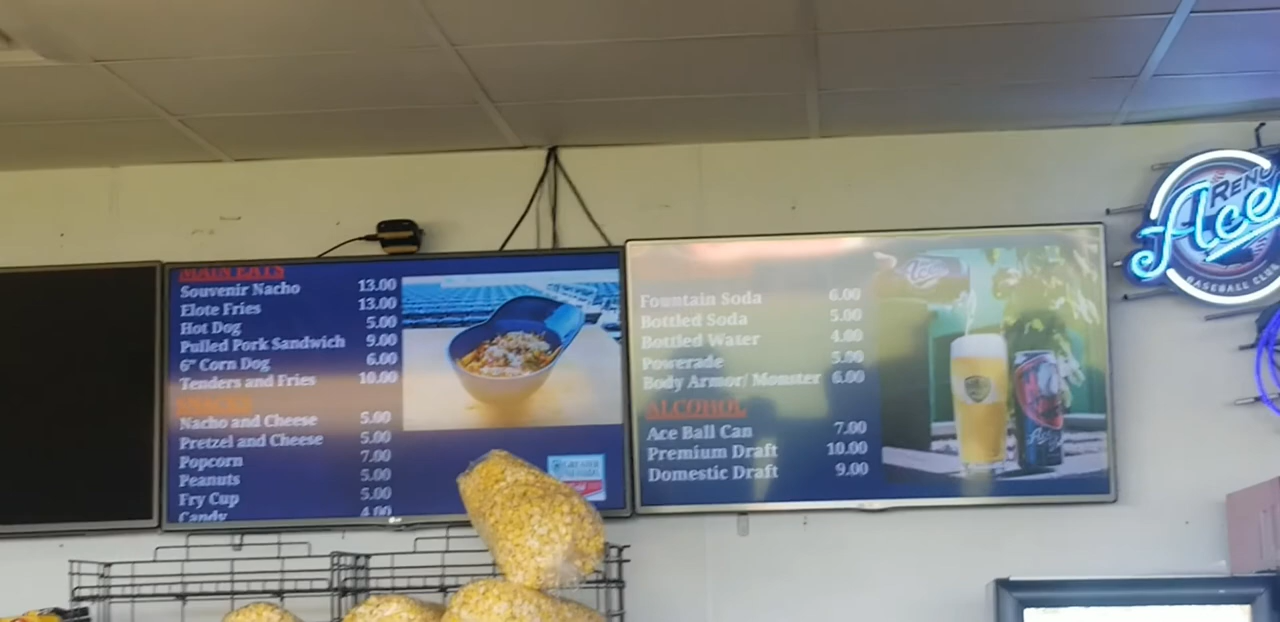 MAIN EATS
Souvenir Nacho 13.00
Elote Fries 13.00
Hot Dog 5.00
Pulled Pork Sandwich 9.00
6" Corn Dog 6.00
Tenders and Fries 10.00
Nacho and Cheese 5.00
Pretzel and Cheese 5.00
Popcorn 7.00
Peanuts 5.00
Fry Cup 5.00
Candy 4.00
Fountain Soda 6.00
Bottled Soda 5.00
Bottled Water 4.00
Powerade 5.00
Body Armor/ Monster 6.00
ALCOHOL
Ace Ball Can 7.00
Premium Draft 10.00
Domestic Draft 9.00
RENO
Aces
BASEBALL CLUB